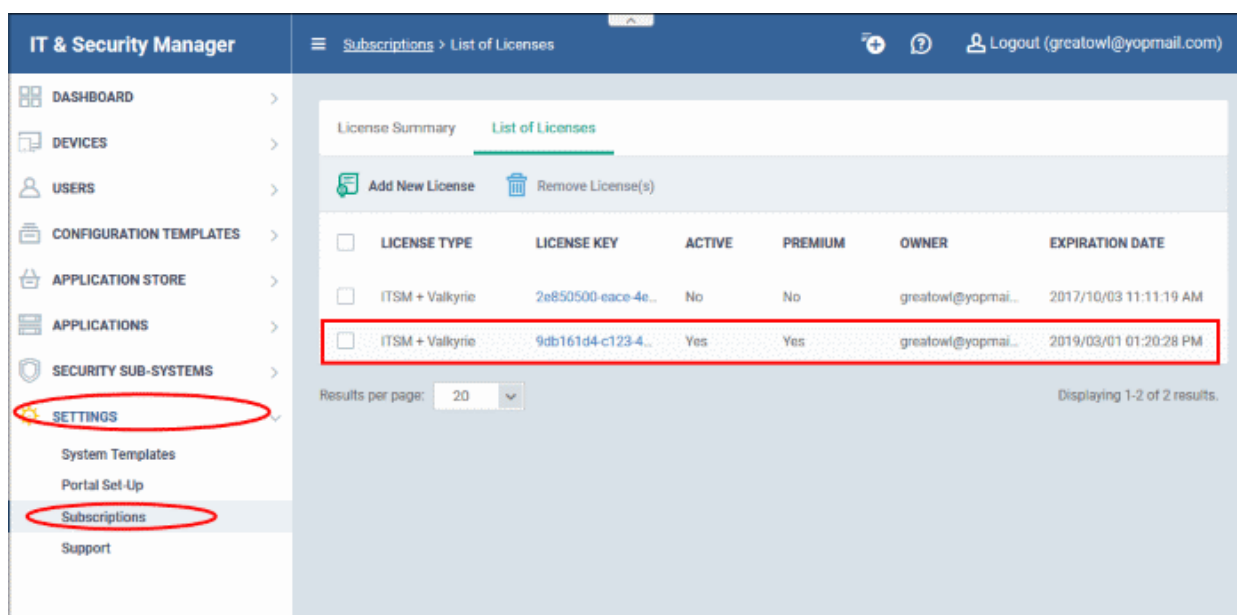 IT & Security Manager
Subscriptions > List of Licenses
Logout (greatowl@yopmail.com)
DASHBOARD
DEVICES
USERS
CONFIGURATION TEMPLATES
APPLICATION STORE
APPLICATIONS
SECURITY SUB-SYSTEMS
SETTINGS
System Templates
Portal Set-Up
Subscriptions
Support
License Summary List of Licenses
Add New License Remove License(s)
LICENSE TYPE LICENSE KEY ACTIVE PREMIUM OWNER EXPIRATION DATE
ITSM + Valkyrie 2e850500-eace-4e... No No greatowl@yopmai... 2017/10/03 11:11:19 AM
ITSM + Valkyrie 9db161d4-c123-4... Yes Yes greatowl@yopmai... 2019/03/01 01:20:28 PM
Results per page: 20 Displaying 1-2 of 2 results.